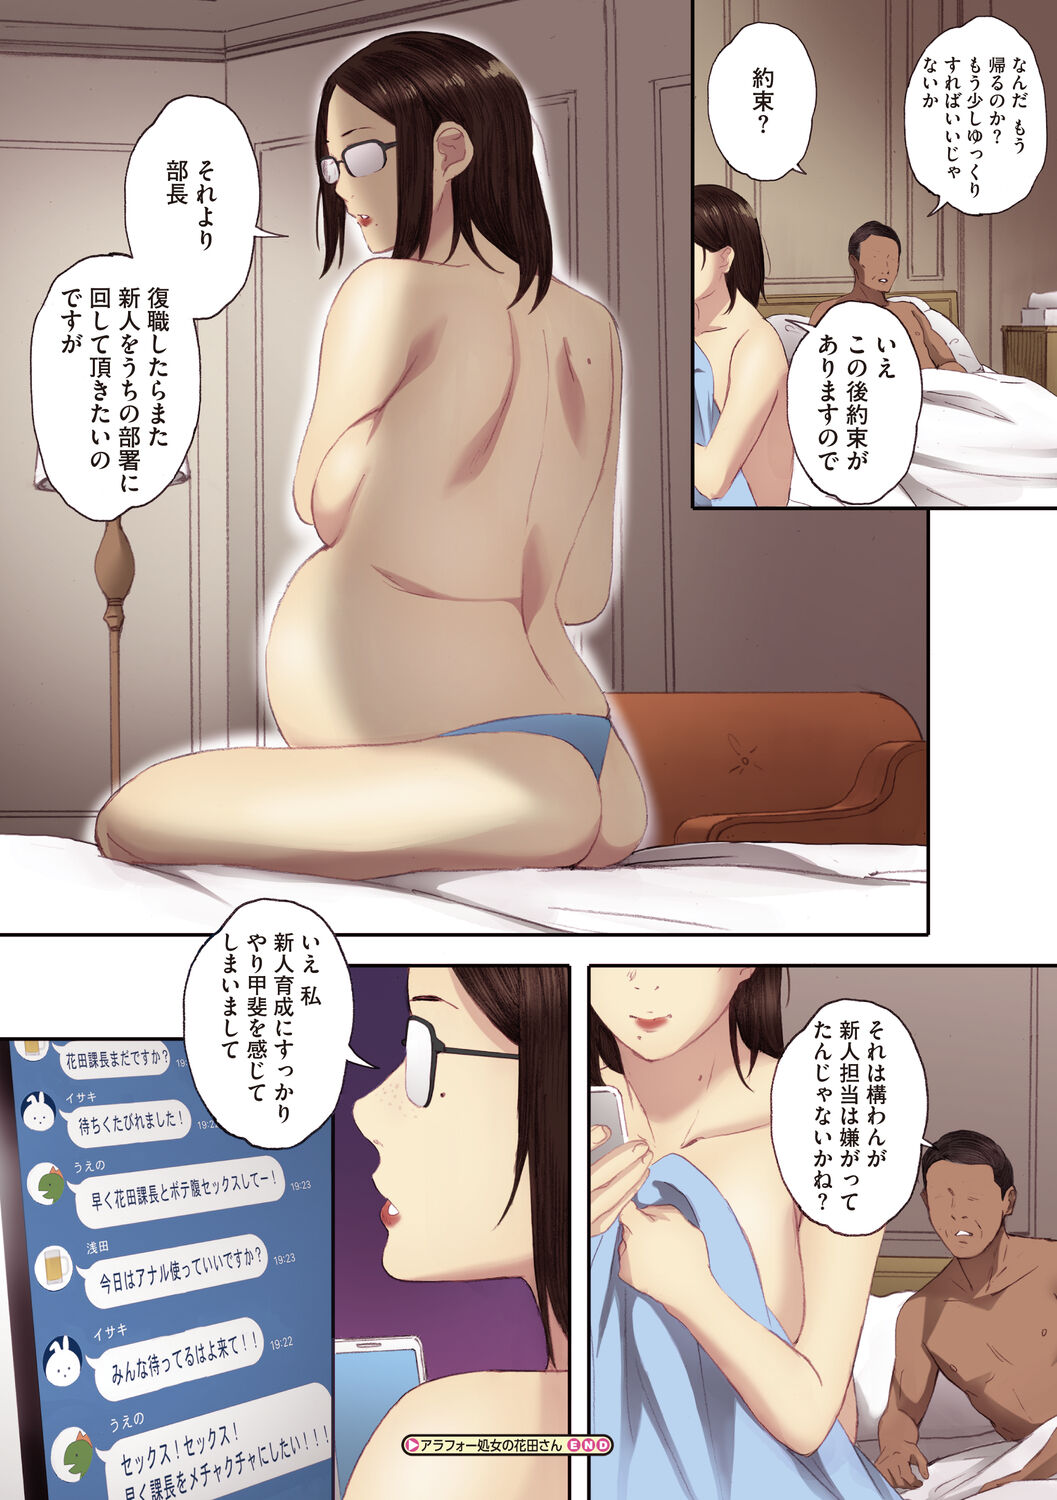 なんだ もう
帰るのか？
もう少しゆっくり
すればいいじゃ
ないか
約束？
いえ
この後約束が
ありますので
それより
部長
復職したらまた
新人をうちの部署に
回して頂きたいの
ですが
それは構わんが
新人担当は嫌がって
たんじゃないかね？
いえ 私
新人育成にすっかり
やり甲斐を感じて
しまいまして
花田課長まだですか？
イサキ
待ちくたびれました！
19:22
うえの
早く花田課長とボテ腹セックスしてー！
19:23
浅田
今日はアナル使っていいですか？
19:23
イサキ
みんな待ってるはよ来て！！
19:22
うえの
セックス！セックス！
早く課長をメチャクチャにしたい！！！
アラフォー処女の花田さん END